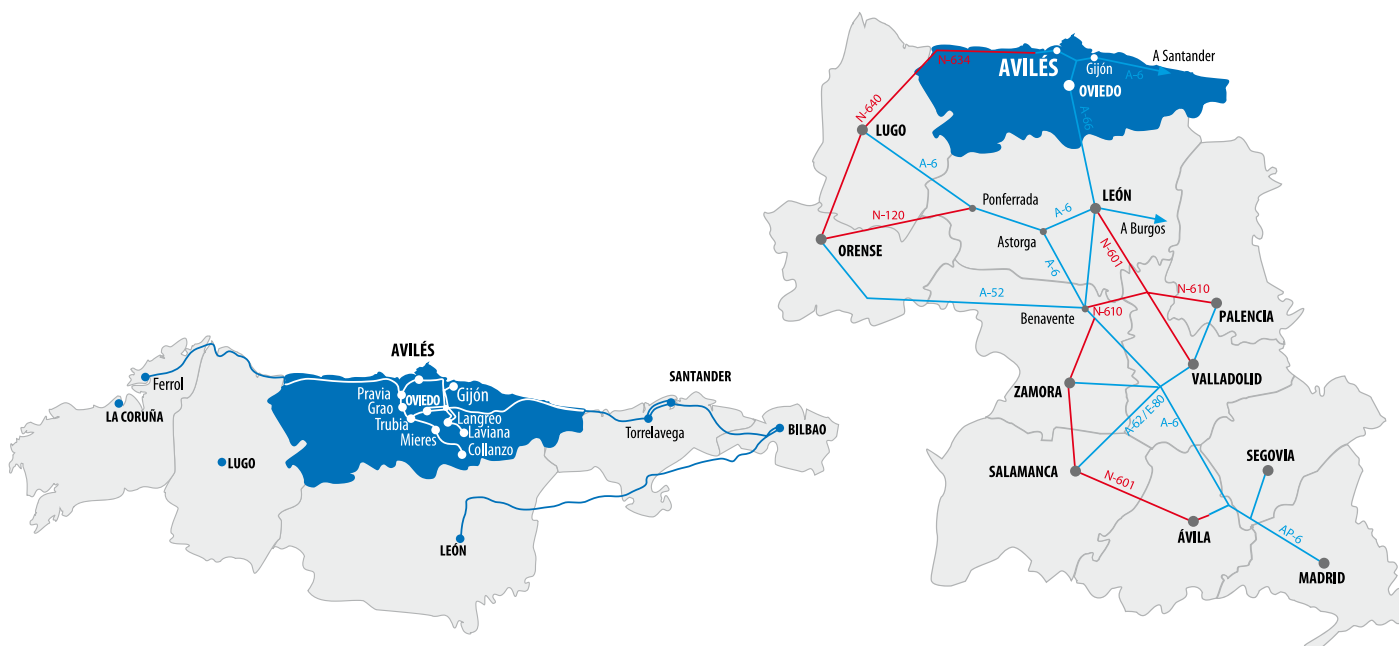 AVILÉS
Ferrol
LA CORUÑA
LUGO
Pravia
OVIEDO
Gijón
Grao
Trubia
Langreo
Mieres
Laviana
Collanzo
LEÓN
SANTANDER
Torrelavega
BILBAO
A Santander
N-634
AVILÉS
Gijón
A-6
OVIEDO
N-640
A-66
LUGO
A-6
Ponferrada
LEÓN
A-6
N-120
A Burgos
Astorga
ORENSE
N-601
A-6
A-52
N-610
Benavente
N-610
PALENCIA
VALLADOLID
ZAMORA
A-62 / E-80
A-6
SEGOVIA
SALAMANCA
N-601
ÁVILA
AP-6
MADRID